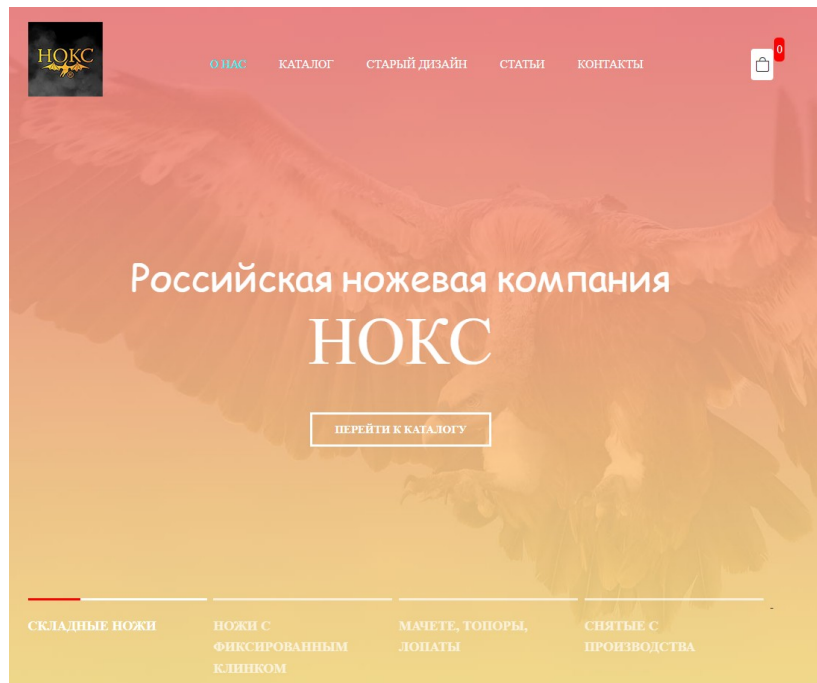 НОКС
О НАС КАТАЛОГ СТАРЫЙ ДИЗАЙН СТАТЬИ КОНТАКТЫ
0
Российская ножевая компания
НОКС
ПЕРЕЙТИ К КАТАЛОГУ
СКЛАДНЫЕ НОЖИ
НОЖИ С
ФИКСИРОВАННЫМ
КЛИНКОМ
МАЧЕТЕ, ТОПОРЫ,
ЛОПАТЫ
СНЯТЫЕ С
ПРОИЗВОДСТВА